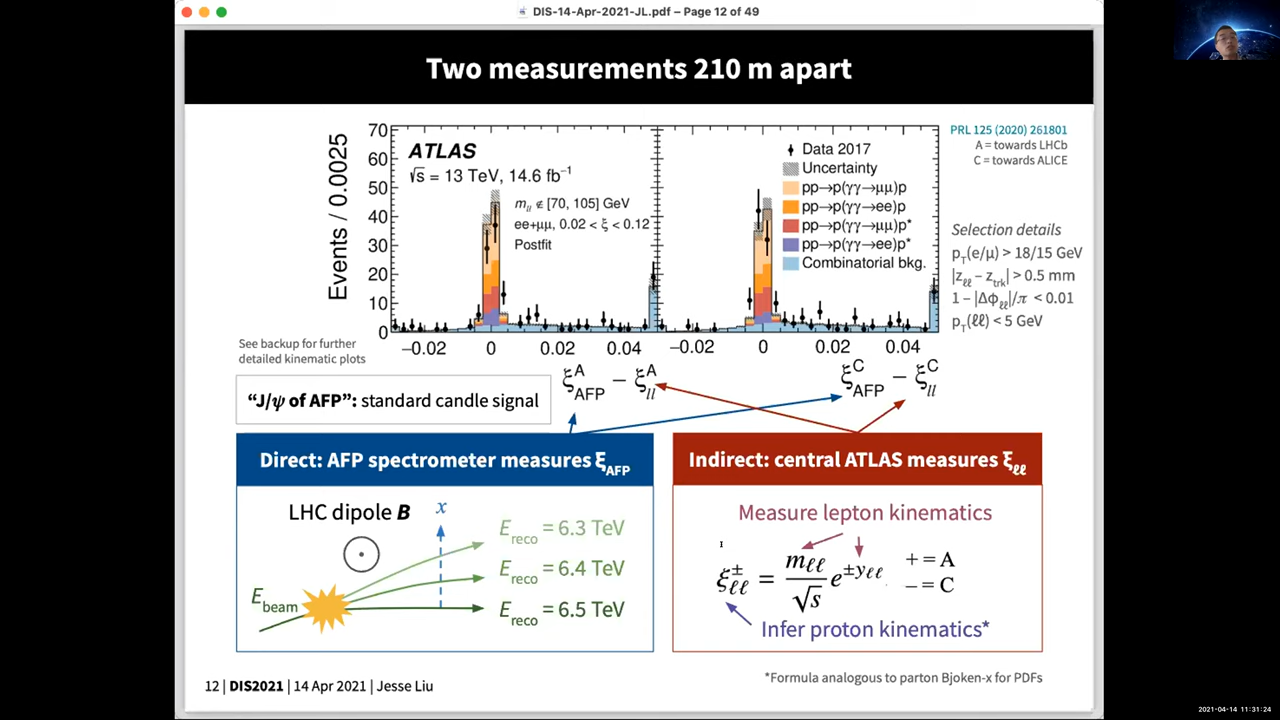 DIS-14-Apr-2021-JL.pdf – Page 12 of 49
Two measurements 210 m apart
Events / 0.0025
70
60
50
40
30
20
10
0
ATLAS
√s = 13 TeV, 14.6 fb⁻¹
mₗₗ ∉ [70, 105] GeV
ee+μμ, 0.02 < ξ < 0.12
Postfit
Data 2017
Uncertainty
pp→p(γγ→μμ)p
pp→p(γγ→ee)p
pp→p(γγ→μμ)p*
pp→p(γγ→ee)p*
Combinatorial bkg.
−0.02 0 0.02 0.04
−0.02 0 0.02 0.04
ξ^A_AFP − ξ^A_ll
ξ^C_AFP − ξ^C_ll
PRL 125 (2020) 261801
A = towards LHCb
C = towards ALICE
Selection details
p_T(e/μ) > 18/15 GeV
|z_ℓℓ – z_trk| > 0.5 mm
1 – |Δϕ_ℓℓ|/π < 0.01
p_T(ℓℓ) < 5 GeV
See backup for further
detailed kinematic plots
“J/ψ of AFP”: standard candle signal
Direct: AFP spectrometer measures ξ_AFP
LHC dipole B
x
E_beam
E_reco = 6.3 TeV
E_reco = 6.4 TeV
E_reco = 6.5 TeV
Indirect: central ATLAS measures ξ_ℓℓ
Measure lepton kinematics
ξ^±_ℓℓ = m_ℓℓ/√s e^±y_ℓℓ
+ = A
– = C
Infer proton kinematics*
12 | DIS2021 | 14 Apr 2021 | Jesse Liu
*Formula analogous to parton Bjoken-x for PDFs
2021-04-14 11:31:24